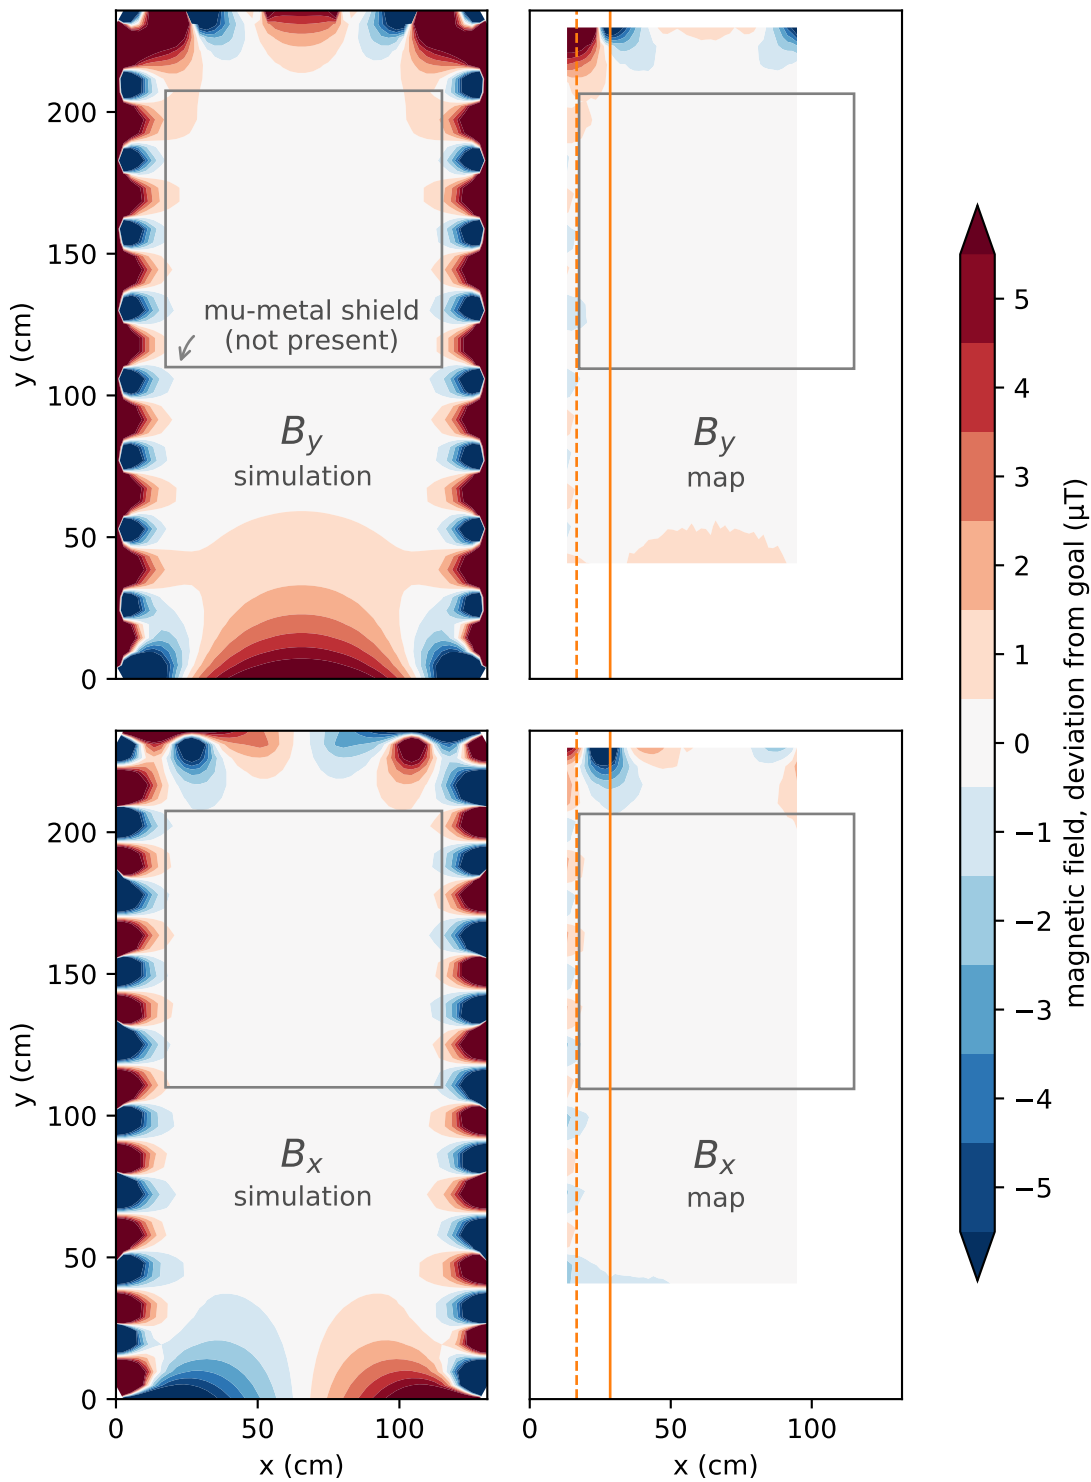 200
150
100
50
0
y (cm)
mu-metal shield
(not present)
B_y
simulation
B_y
map
200
150
100
50
0
y (cm)
B_x
simulation
B_x
map
0
50
100
x (cm)
0
50
100
x (cm)
5
4
3
2
1
0
−1
−2
−3
−4
−5
magnetic field, deviation from goal (µT)